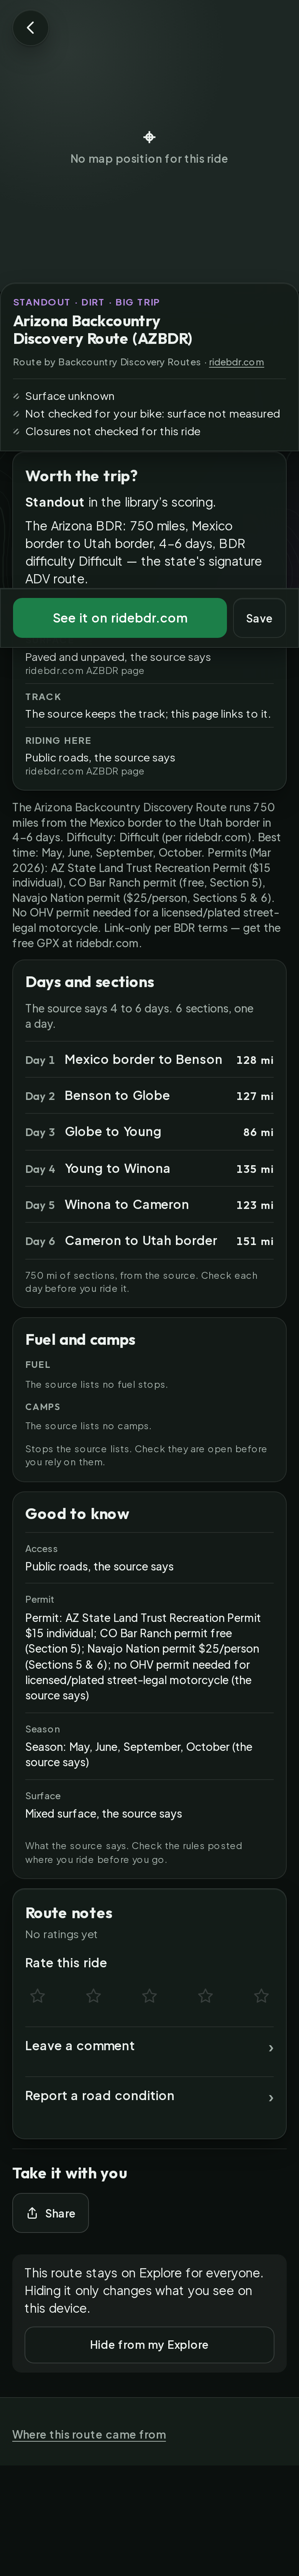 No map position for this ride
STANDOUT · DIRT · BIG TRIP
Arizona Backcountry
Discovery Route (AZBDR)
Route by Backcountry Discovery Routes · ridebdr.com
Surface unknown
Not checked for your bike: surface not measured
Closures not checked for this ride
Worth the trip?
Standout in the library's scoring.
The Arizona BDR: 750 miles, Mexico
border to Utah border, 4–6 days, BDR
difficulty Difficult — the state's signature
ADV route.
See it on ridebdr.com
Save
Paved and unpaved, the source says
ridebdr.com AZBDR page
TRACK
The source keeps the track; this page links to it.
RIDING HERE
Public roads, the source says
ridebdr.com AZBDR page
The Arizona Backcountry Discovery Route runs 750
miles from the Mexico border to the Utah border in
4–6 days. Difficulty: Difficult (per ridebdr.com). Best
time: May, June, September, October. Permits (Mar
2026): AZ State Land Trust Recreation Permit ($15
individual), CO Bar Ranch permit (free, Section 5),
Navajo Nation permit ($25/person, Sections 5 & 6).
No OHV permit needed for a licensed/plated street-
legal motorcycle. Link-only per BDR terms — get the
free GPX at ridebdr.com.
Days and sections
The source says 4 to 6 days. 6 sections, one
a day.
Day 1 Mexico border to Benson 128 mi
Day 2 Benson to Globe 127 mi
Day 3 Globe to Young 86 mi
Day 4 Young to Winona 135 mi
Day 5 Winona to Cameron 123 mi
Day 6 Cameron to Utah border 151 mi
750 mi of sections, from the source. Check each
day before you ride it.
Fuel and camps
FUEL
The source lists no fuel stops.
CAMPS
The source lists no camps.
Stops the source lists. Check they are open before
you rely on them.
Good to know
Access
Public roads, the source says
Permit
Permit: AZ State Land Trust Recreation Permit
$15 individual; CO Bar Ranch permit free
(Section 5); Navajo Nation permit $25/person
(Sections 5 & 6); no OHV permit needed for
licensed/plated street-legal motorcycle (the
source says)
Season
Season: May, June, September, October (the
source says)
Surface
Mixed surface, the source says
What the source says. Check the rules posted
where you ride before you go.
Route notes
No ratings yet
Rate this ride
Leave a comment
Report a road condition
Take it with you
Share
This route stays on Explore for everyone.
Hiding it only changes what you see on
this device.
Hide from my Explore
Where this route came from